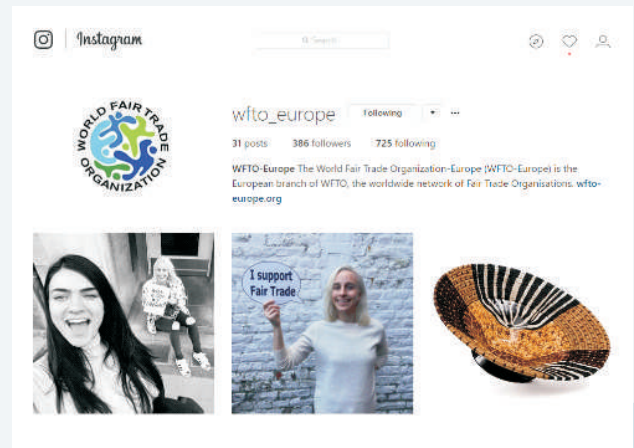 Instagram
Search
WORLD FAIR TRADE
ORGANIZATION
wfto_europe Following
31 posts 386 followers 725 following
WFTO-Europe The World Fair Trade Organization-Europe (WFTO-Europe) is the
European branch of WFTO, the worldwide network of Fair Trade Organisations. wfto-
europe.org
I support
Fair Trade